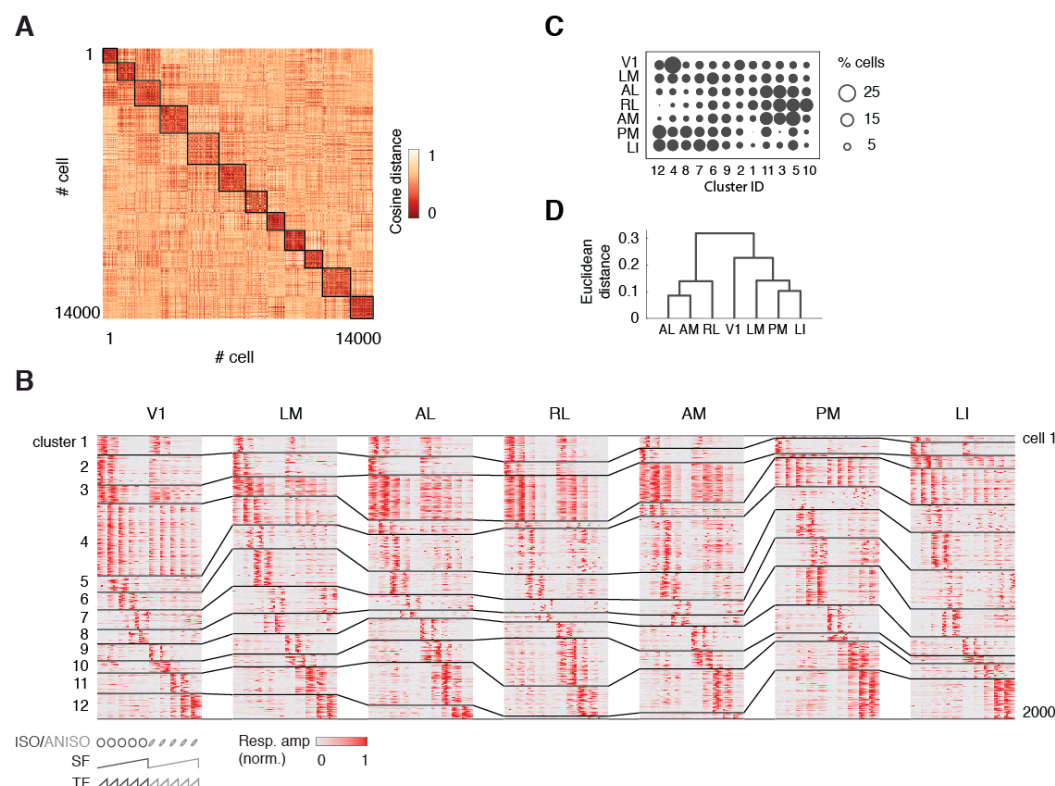 A
1
# cell
14000
1
14000
# cell
Cosine distance
1
0
C
V1
LM
AL
RL
AM
PM
LI
12 4 8 7 6 9 2 1 11 3 5 10
Cluster ID
% cells
25
15
5
D
Euclidean
distance
0.3
0.2
0.1
0
AL AM RL V1 LM PM LI
B
V1 LM AL RL AM PM LI
cluster 1
2
3
4
5
6
7
8
9
10
11
12
cell 1
2000
ISO/ANISO
SF
TF
Resp. amp
(norm.)
0 1